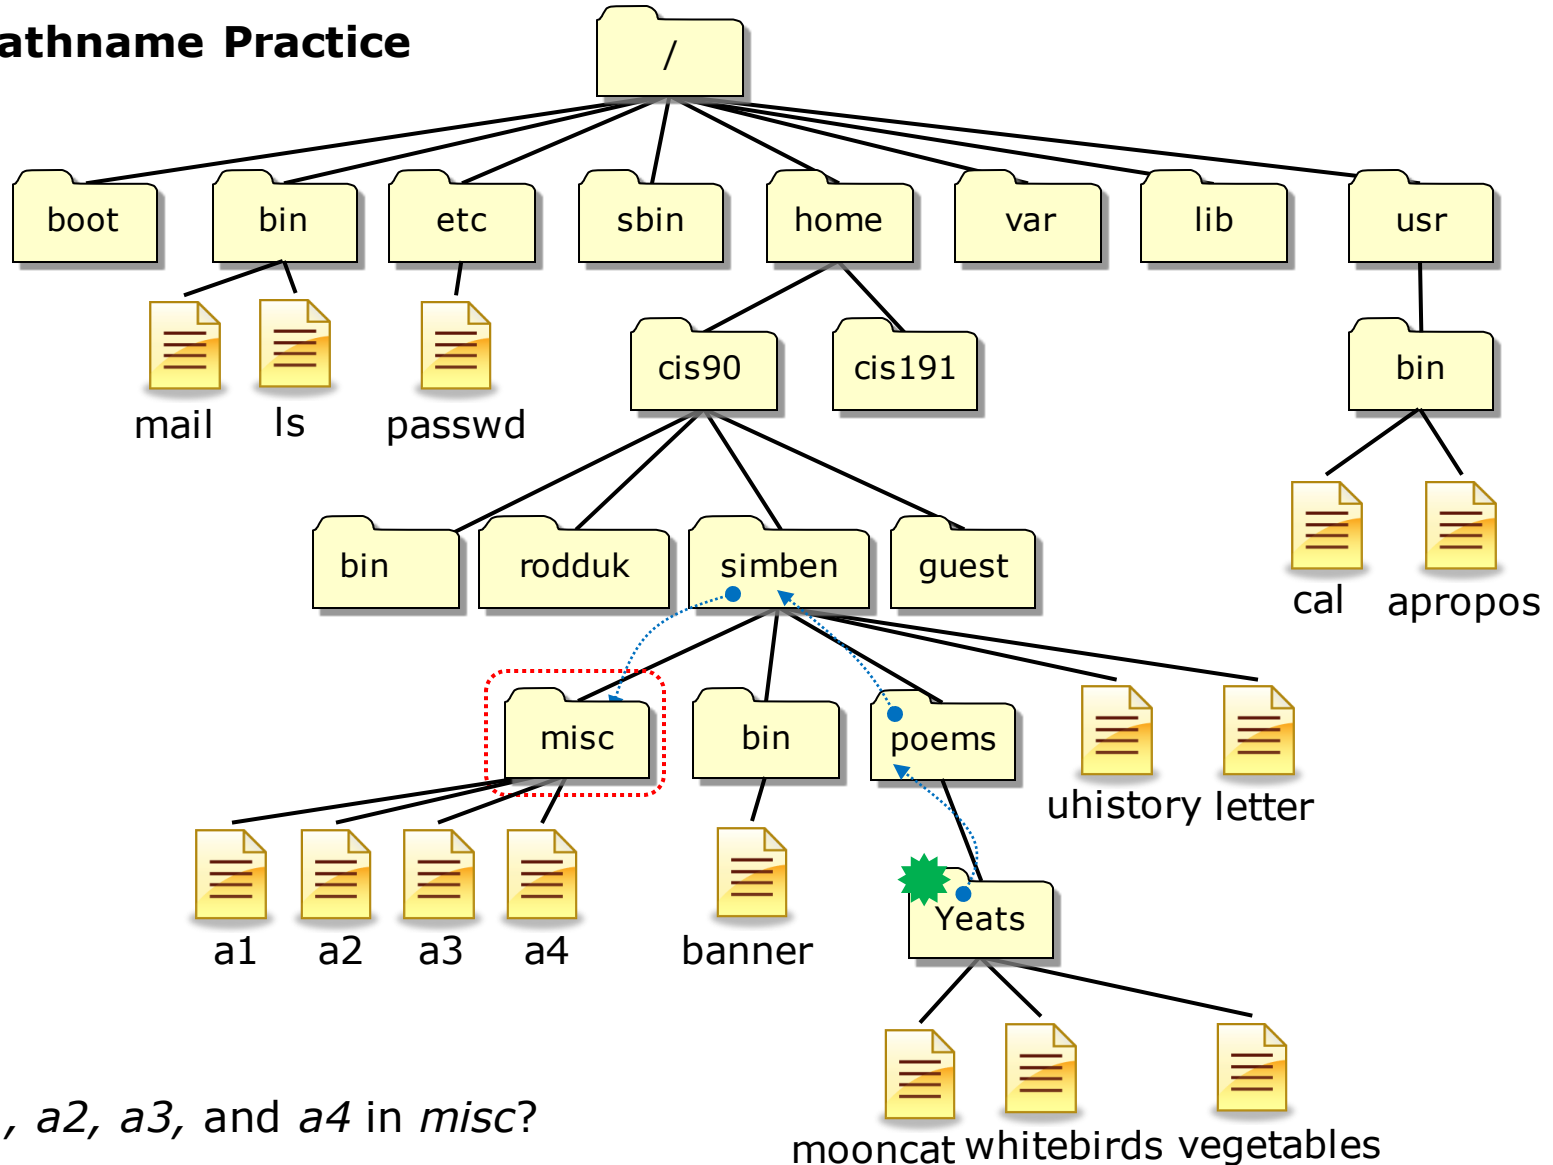 athname Practice
/
boot bin etc sbin home var lib usr
cis90 cis191 bin
mail ls passwd
bin rodduk simben guest
cal apropos
misc bin poems
uhistory letter
Yeats
a1 a2 a3 a4 banner
, a2, a3, and a4 in misc?
mooncat whitebirds vegetables